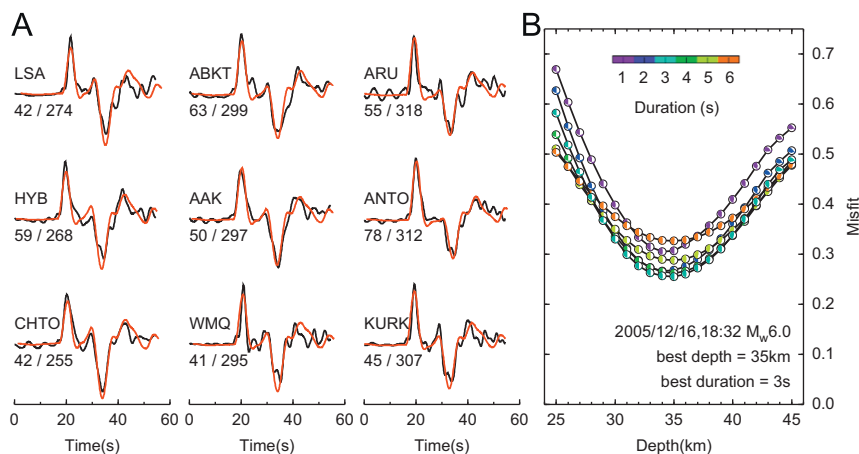 A
LSA
42 / 274
ABKT
63 / 299
ARU
55 / 318
HYB
59 / 268
AAK
50 / 297
ANTO
78 / 312
CHTO
42 / 255
WMQ
41 / 295
KURK
45 / 307
0 20 40 60
0 20 40 60
0 20 40 60
Time(s)
Time(s)
Time(s)
B
1 2 3 4 5 6
Duration (s)
0.7
0.6
0.5
0.4
0.3
0.2
0.1
0.0
Misfit
2005/12/16,18:32 Mw6.0
best depth = 35km
best duration = 3s
25 30 35 40 45
Depth(km)